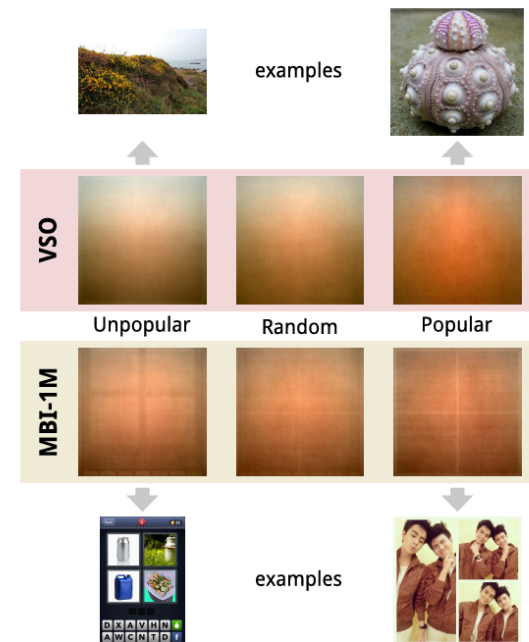 examples
VSO
Unpopular
Random
Popular
MBI-1M
examples
D X A V H N
A W C N T D f